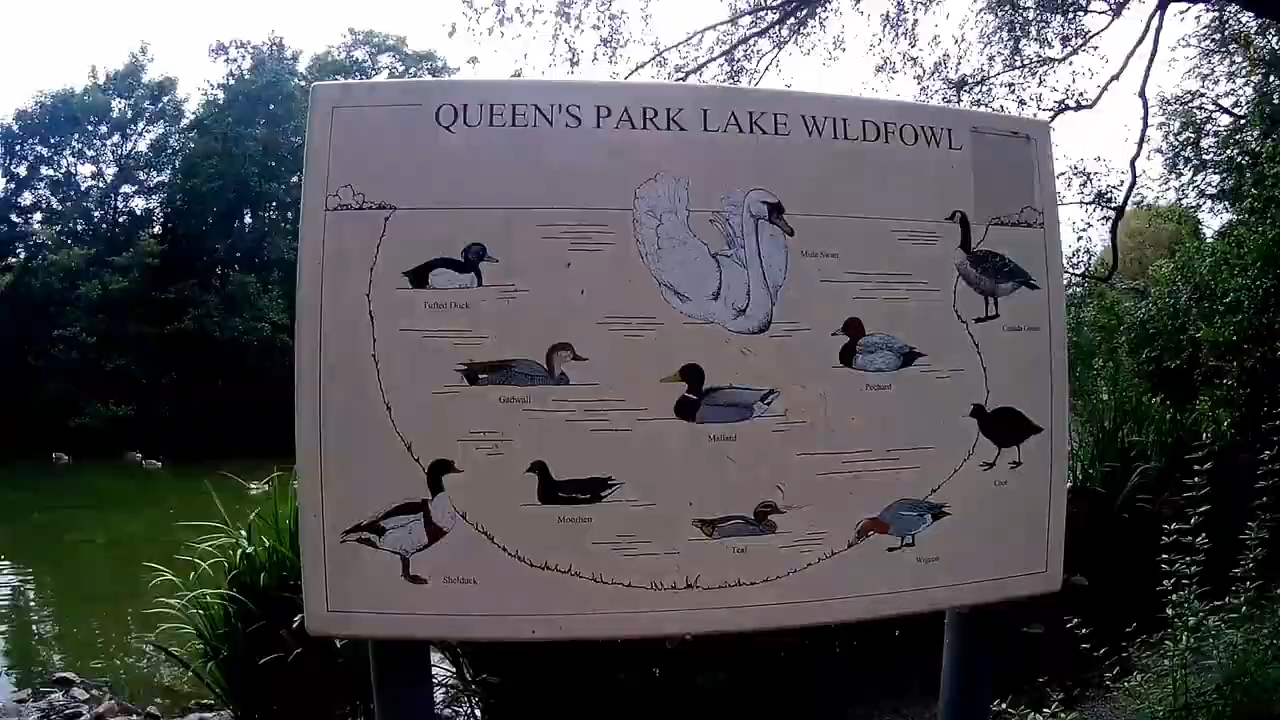 QUEEN'S PARK LAKE WILDFOWL
Mute Swan
Tufted Duck
Canada Goose
Pochard
Gadwall
Mallard
Coot
Moorhen
Teal
Wigeon
Shelduck